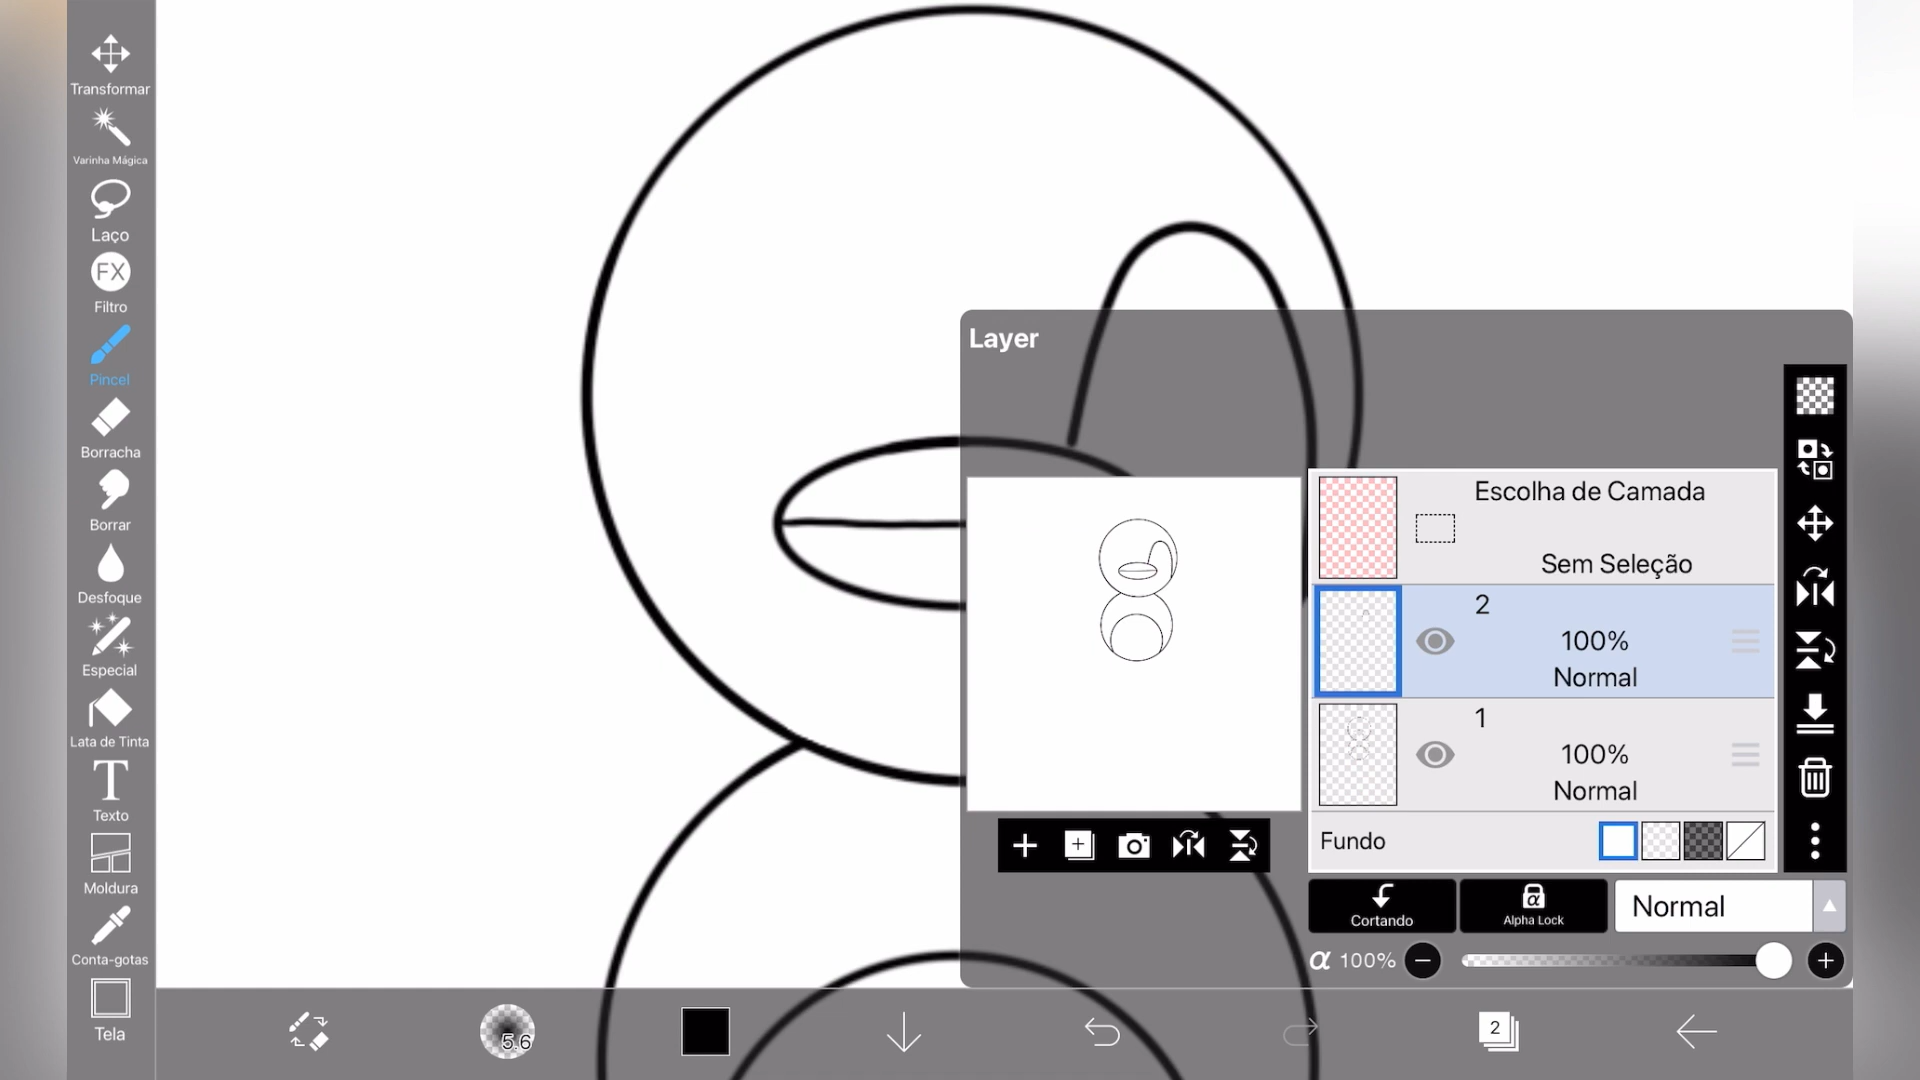 Transformar
Varinha Mágica
Laço
FX
Filtro
Pincel
Borracha
Borrar
Desfoque
Especial
Lata de Tinta
T
Texto
Moldura
Conta-gotas
Tela
Layer
Escolha de Camada
Sem Seleção
2
100%
Normal
1
100%
Normal
Fundo
Cortando
α
Alpha Lock
Normal
α 100%
5.6
2